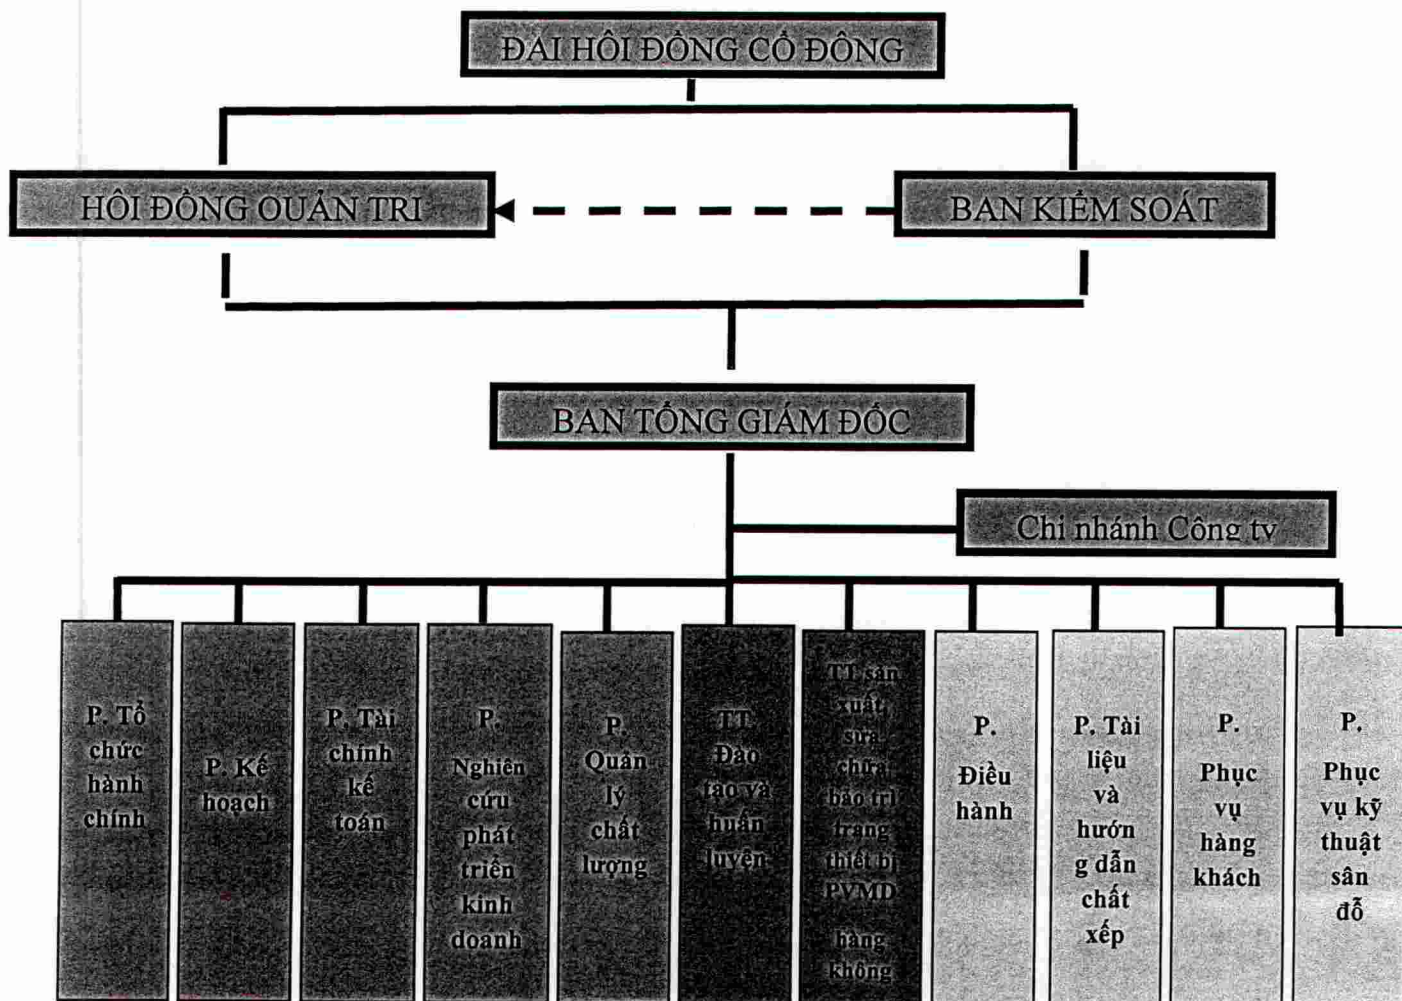 ĐẠI HỘI ĐỒNG CỔ ĐÔNG
HỘI ĐỒNG QUẢN TRỊ
BAN KIỂM SOÁT
BAN TỔNG GIÁM ĐỐC
Chi nhánh Công ty
P. Tổ
chức
hành
chính
P. Kế
hoạch
P. Tài
chính
kế
toán
P.
Nghiên
cứu
phát
triển
kinh
doanh
P.
Quản
lý
chất
lượng
TT.
Đào
tạo và
huấn
luyện
TT sản
xuất,
sửa
chữa
bảo trì
trang
thiết bị
PVMD
hàng
không
P.
Điều
hành
P. Tài
liệu
và
hướn
g dẫn
chất
xếp
P.
Phục
vụ
hàng
khách
P.
Phục
vụ kỹ
thuật
sân
đỗ